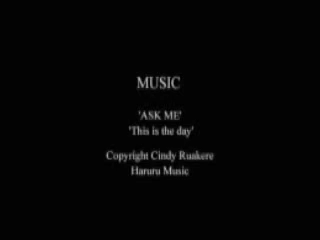 MUSIC
'ASK ME'
'This is the day'
Copyright Cindy Ruakere
Haruru Music